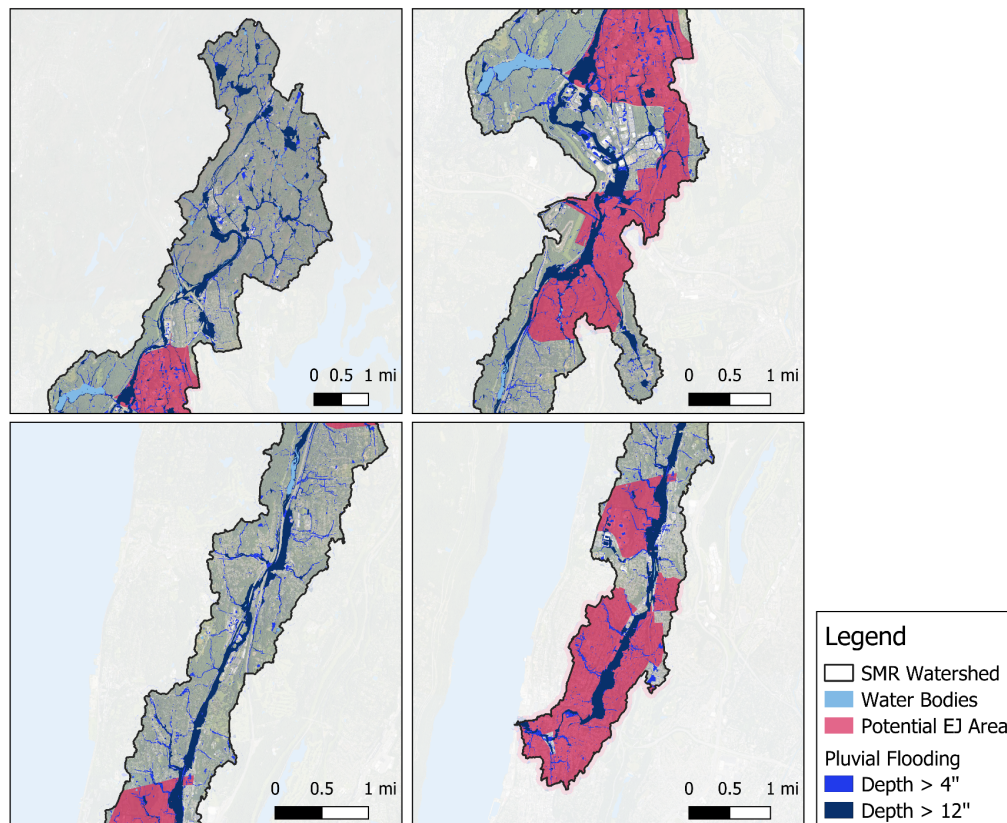 0 0.5 1 mi
0 0.5 1 mi
0 0.5 1 mi
0 0.5 1 mi
Legend
SMR Watershed
Water Bodies
Potential EJ Area
Pluvial Flooding
Depth > 4"
Depth > 12"